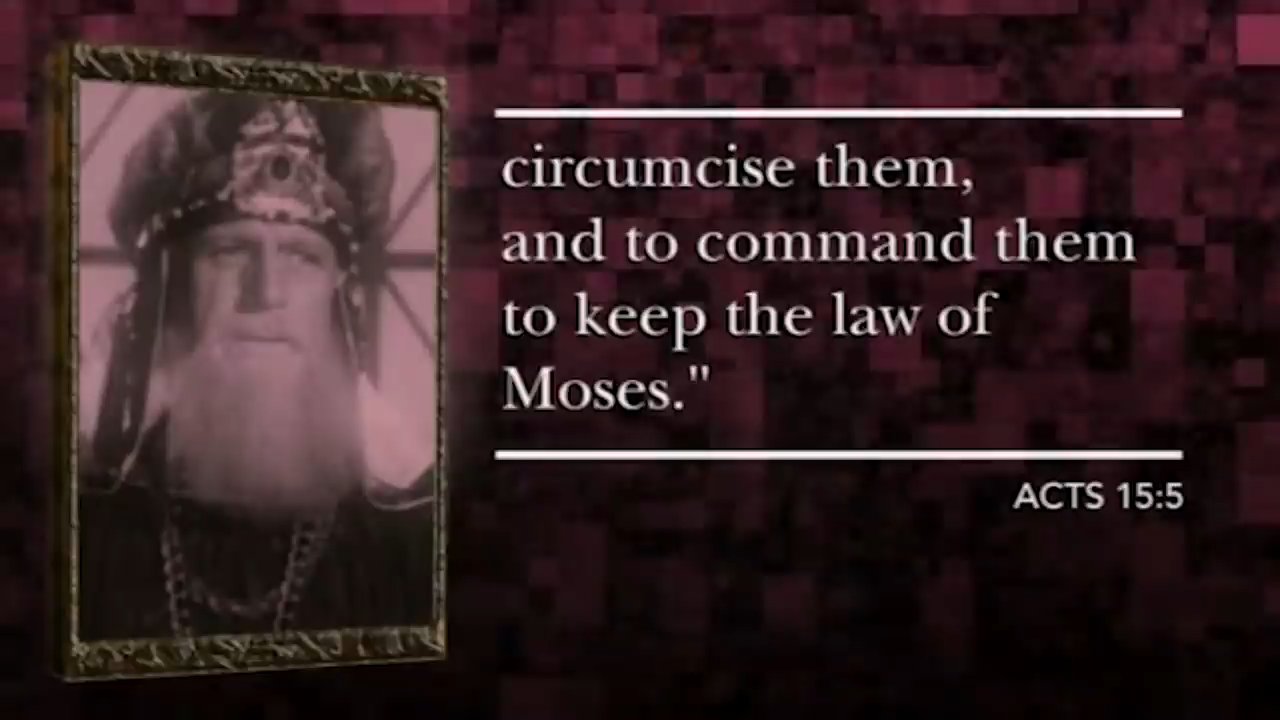 circumcise them,
and to command them
to keep the law of
Moses."
ACTS 15:5